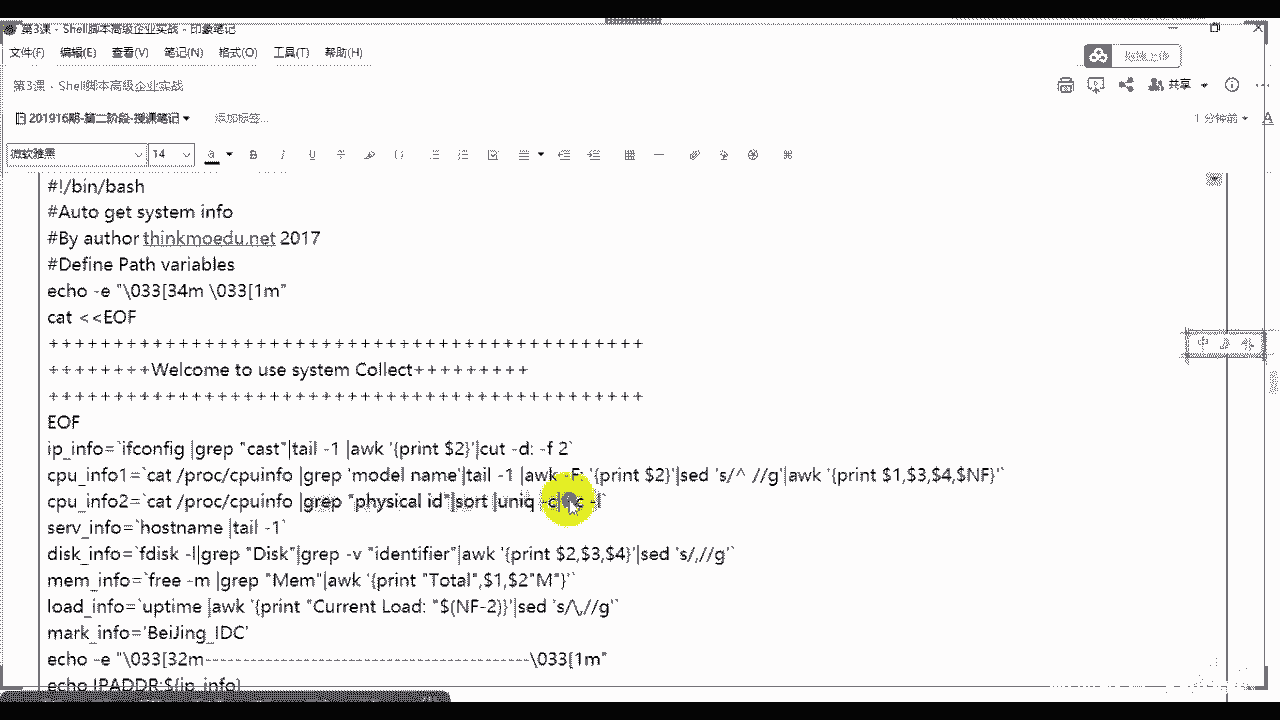 第3课 - Shell脚本高级企业实战 - 印象笔记
文件(F) 编辑(E) 查看(V) 笔记(N) 格式(O) 工具(T) 帮助(H)
拖拽上传
第3课 - Shell脚本高级企业实战
共享
201916期-第二阶段-授课笔记
添加标签...
1 分钟前
微软雅黑 14
#!/bin/bash
#Auto get system info
#By author thinkmoedu.net 2017
#Define Path variables
echo -e "\033[34m \033[1m"
cat <<EOF
++++++++++++++++++++++++++++++++++++++++++++++
++++++++Welcome to use system Collect+++++++++
++++++++++++++++++++++++++++++++++++++++++++++
EOF
ip_info=`ifconfig |grep "cast"|tail -1 |awk '{print $2}'|cut -d: -f 2`
cpu_info1=`cat /proc/cpuinfo |grep 'model name'|tail -1 |awk -F: '{print $2}'|sed 's/^ //g'|awk '{print $1,$3,$4,$NF}'`
cpu_info2=`cat /proc/cpuinfo |grep "physical id"|sort |uniq -c|wc -l`
serv_info=`hostname |tail -1`
disk_info=`fdisk -l|grep "Disk"|grep -v "identifier"|awk '{print $2,$3,$4}'|sed 's/,//g'`
mem_info=`free -m |grep "Mem"|awk '{print "Total",$1,$2"M"}'`
load_info=`uptime |awk '{print "Current Load: "$(NF-2)}'|sed 's/\,//g'`
mark_info='BeiJing_IDC'
echo -e "\033[32m-------------------------------------------\033[1m"
echo IPADDR:${ip_info}